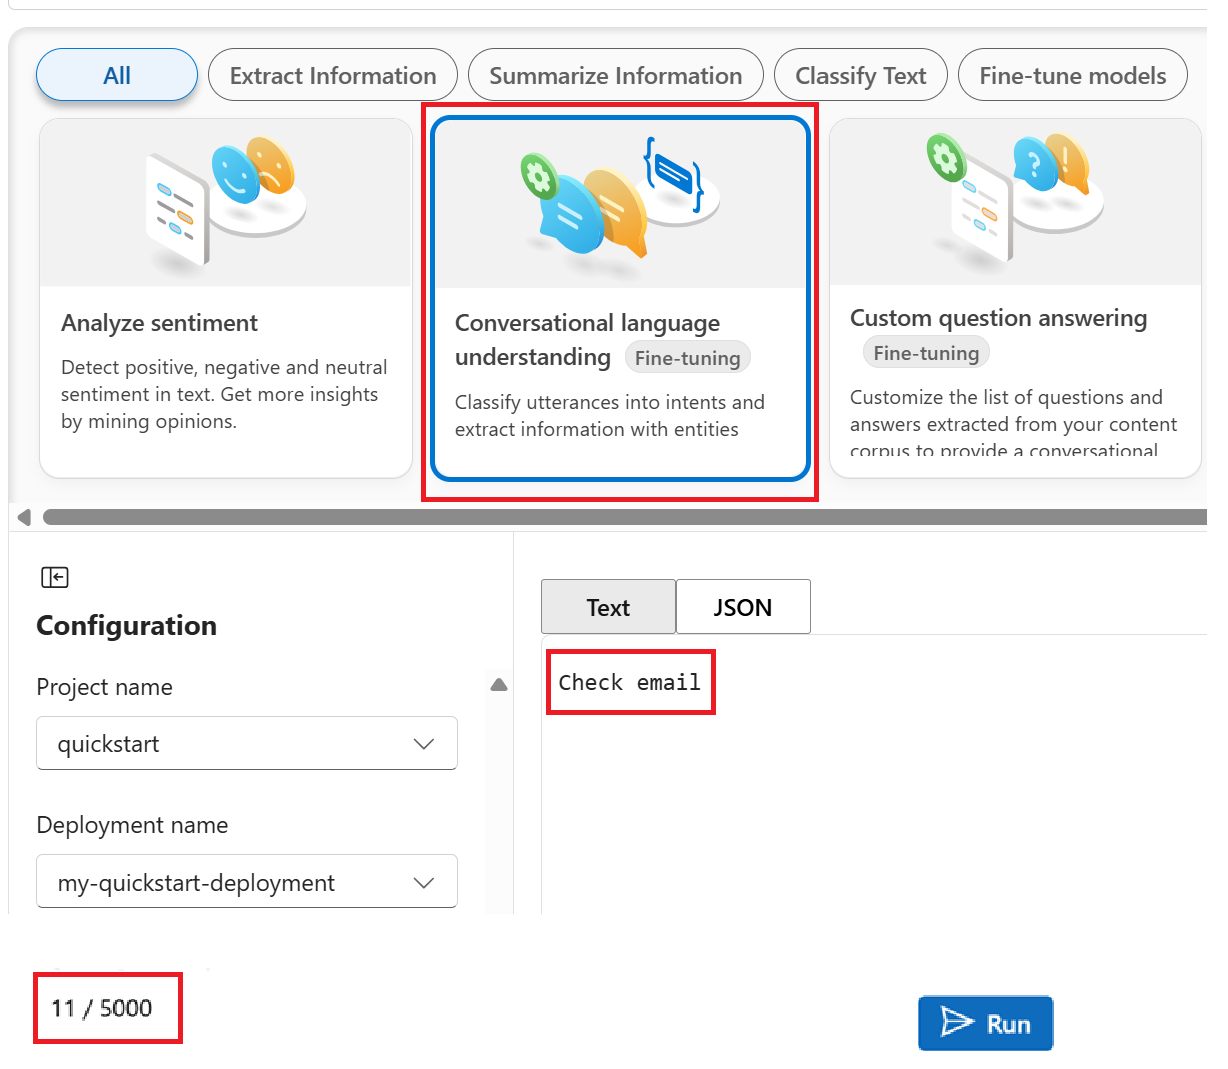 All
Extract Information
Summarize Information
Classify Text
Fine-tune models
Analyze sentiment
Detect positive, negative and neutral
sentiment in text. Get more insights
by mining opinions.
Conversational language
understanding Fine-tuning
Classify utterances into intents and
extract information with entities
Custom question answering
Fine-tuning
Customize the list of questions and
answers extracted from your content
corpus to provide a conversational
Configuration
Project name
quickstart
Deployment name
my-quickstart-deployment
Text
JSON
Check email
11 / 5000
Run